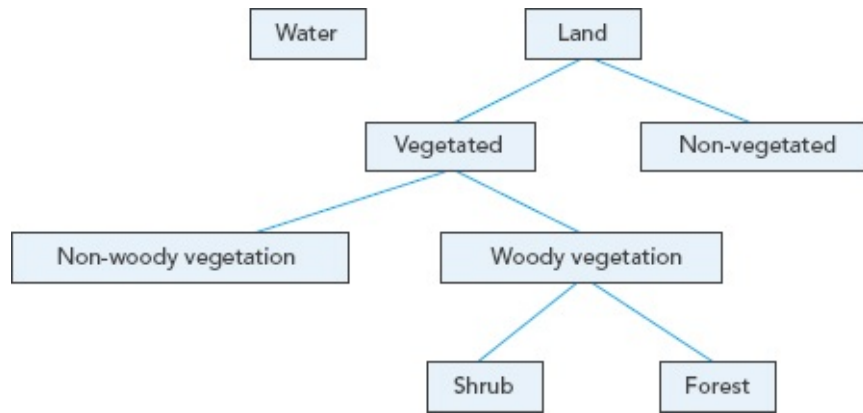 Water
Land
Vegetated
Non-vegetated
Non-woody vegetation
Woody vegetation
Shrub
Forest